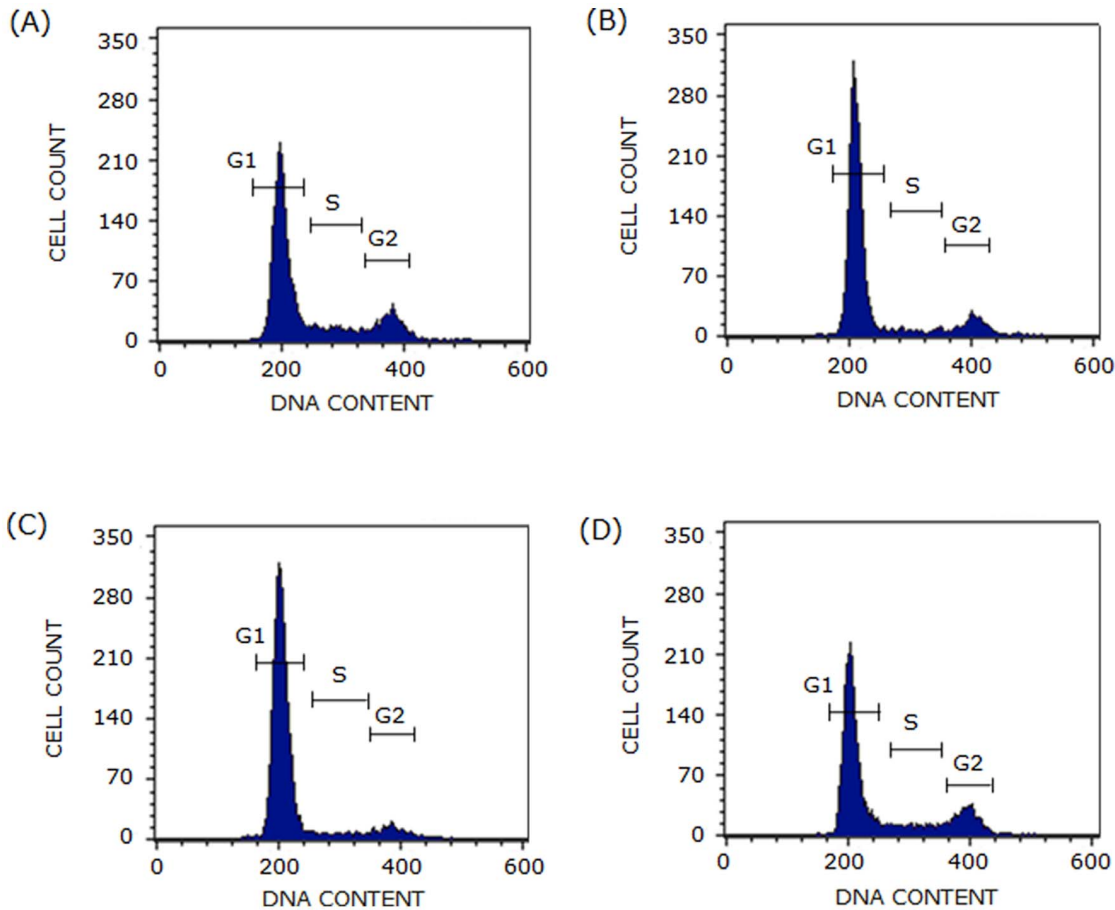 (A)
350
280
210
140
70
0
CELL COUNT
G1
S
G2
0 200 400 600
DNA CONTENT
(B)
350
280
210
140
70
0
CELL COUNT
G1
S
G2
0 200 400 600
DNA CONTENT
(C)
350
280
210
140
70
0
CELL COUNT
G1
S
G2
0 200 400 600
DNA CONTENT
(D)
350
280
210
140
70
0
CELL COUNT
G1
S
G2
0 200 400 600
DNA CONTENT